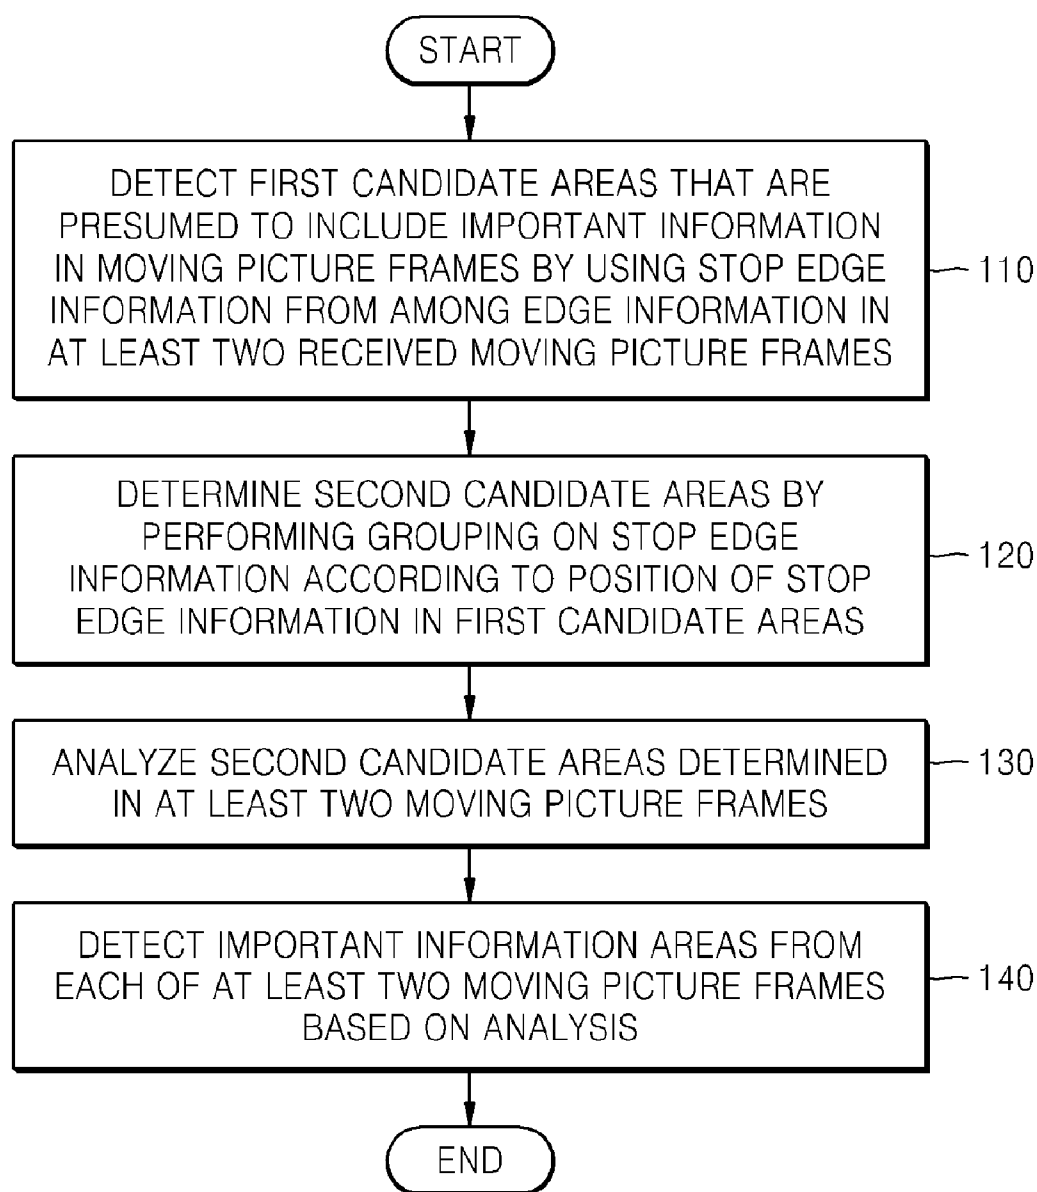 START
DETECT FIRST CANDIDATE AREAS THAT ARE
PRESUMED TO INCLUDE IMPORTANT INFORMATION
IN MOVING PICTURE FRAMES BY USING STOP EDGE
INFORMATION FROM AMONG EDGE INFORMATION IN
AT LEAST TWO RECEIVED MOVING PICTURE FRAMES
110
DETERMINE SECOND CANDIDATE AREAS BY
PERFORMING GROUPING ON STOP EDGE
INFORMATION ACCORDING TO POSITION OF STOP
EDGE INFORMATION IN FIRST CANDIDATE AREAS
120
ANALYZE SECOND CANDIDATE AREAS DETERMINED
IN AT LEAST TWO MOVING PICTURE FRAMES
130
DETECT IMPORTANT INFORMATION AREAS FROM
EACH OF AT LEAST TWO MOVING PICTURE FRAMES
BASED ON ANALYSIS
140
END